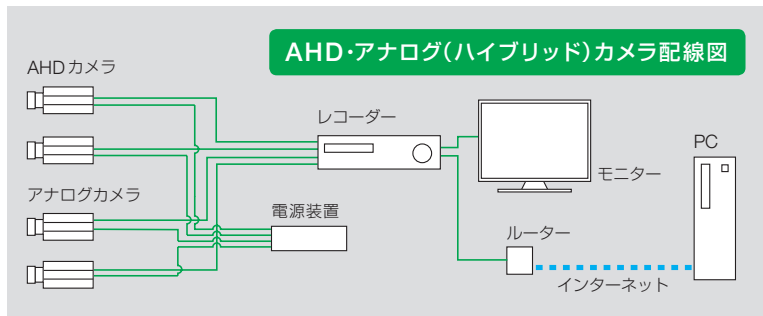 AHD・アナログ(ハイブリッド)カメラ配線図
AHDカメラ
レコーダー
PC
モニター
アナログカメラ
電源装置
ルーター
インターネット